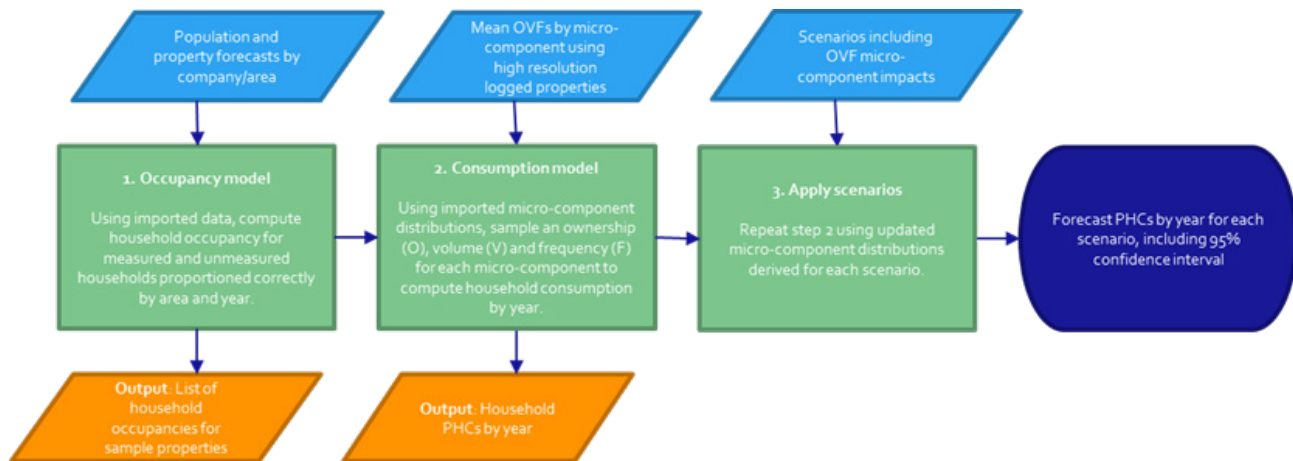 Population and
property forecasts by
company/area
Mean OVFs by micro-
component using
high resolution
logged properties
Scenarios including
OVF micro-
component impacts
1. Occupancy model
Using imported data, compute
household occupancy for
measured and unmeasured
households proportioned correctly
by area and year.
2. Consumption model
Using imported micro-component
distributions, sample an ownership
(O), volume (V) and frequency (F)
for each micro-component to
compute household consumption
by year.
3. Apply scenarios
Repeat step 2 using updated
micro-component distributions
derived for each scenario.
Forecast PHCs by year for each
scenario, including 95%
confidence interval
Output: List of
household
occupancies for
sample properties
Output: Household
PHCs by year